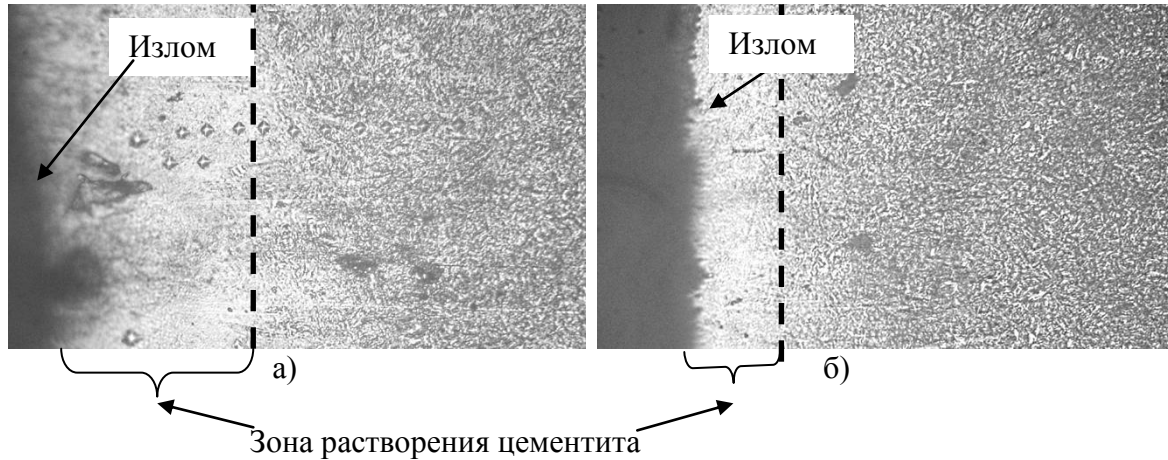 Излом
Излом
а)
б)
Зона растворения цементита